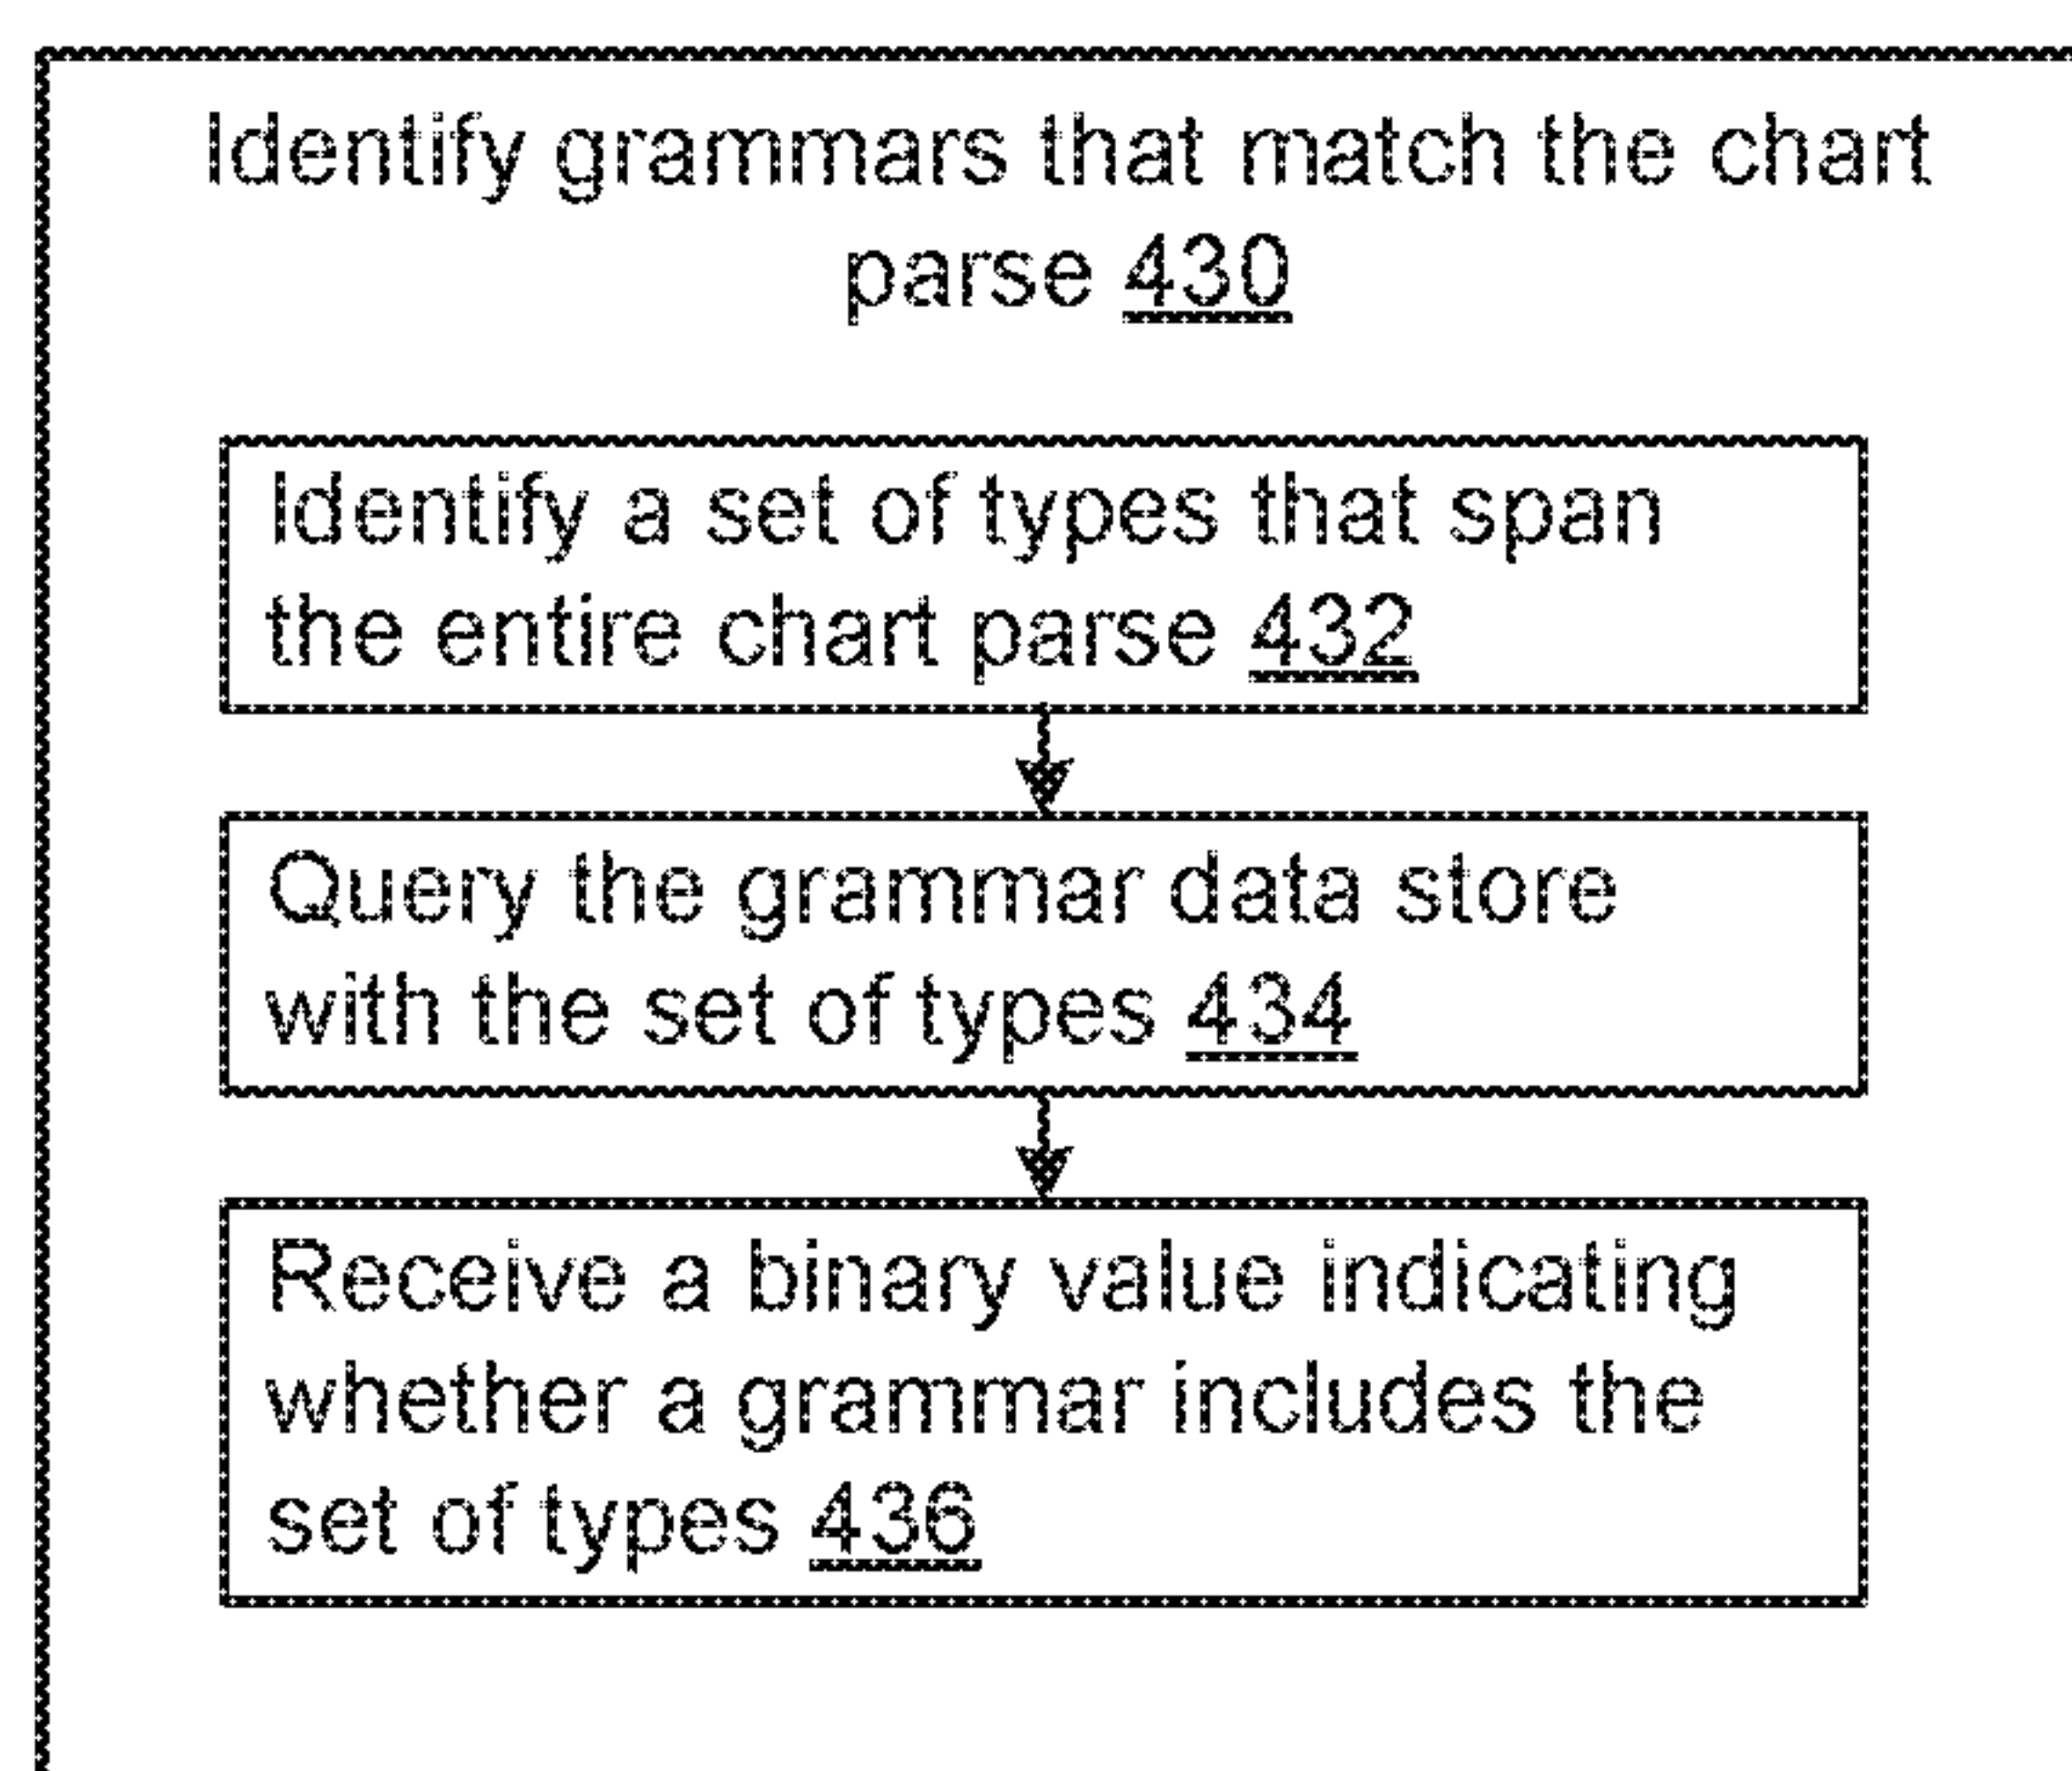 Identify grammars that match the chart
parse 430
Identify a set of types that span
the entire chart parse 432
Query the grammar data store
with the set of types 434
Receive a binary value indicating
whether a grammar includes the
set of types 436